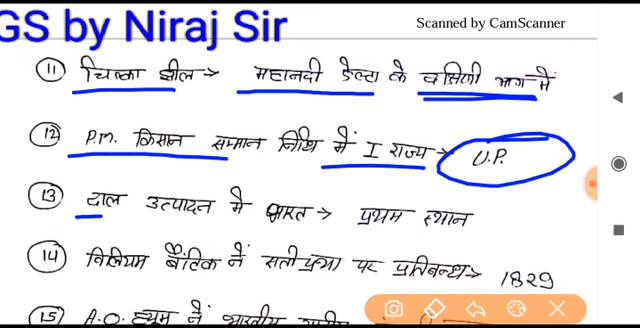 GS by Niraj Sir
Scanned by CamScanner
11 चिल्का झील → महानदी डेल्टा के दक्षिणी भाग में
12 P.M. किसान सम्मान निधि में I राज्य → U.P.
13 दाल उत्पादन में भारत → प्रथम स्थान
14 विलियम बैंटिक नें सती प्रथा पर प्रतिबन्ध → 1829
15 A.O. ह्यूम नें भारतीय